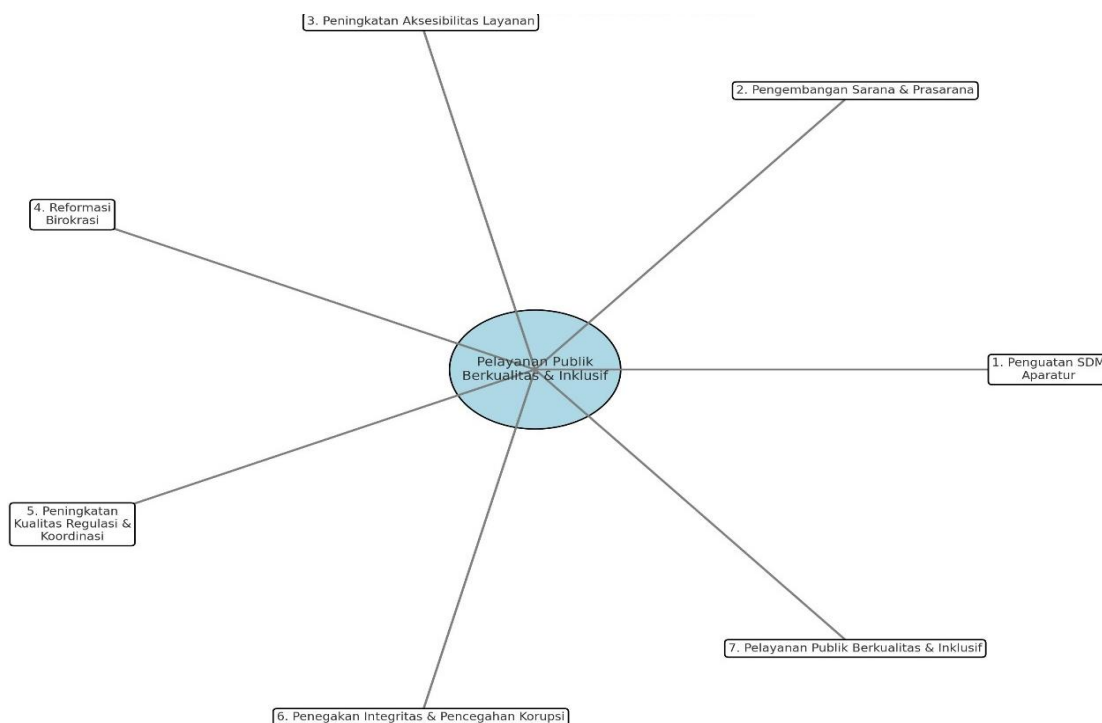 3. Peningkatan Aksesibilitas Layanan
2. Pengembangan Sarana & Prasarana
4. Reformasi
Birokrasi
Pelayanan Publik
Berkualitas & Inklusif
1. Penguatan SDM
Aparatur
5. Peningkatan
Kualitas Regulasi &
Koordinasi
7. Pelayanan Publik Berkualitas & Inklusif
6. Penegakan Integritas & Pencegahan Korupsi